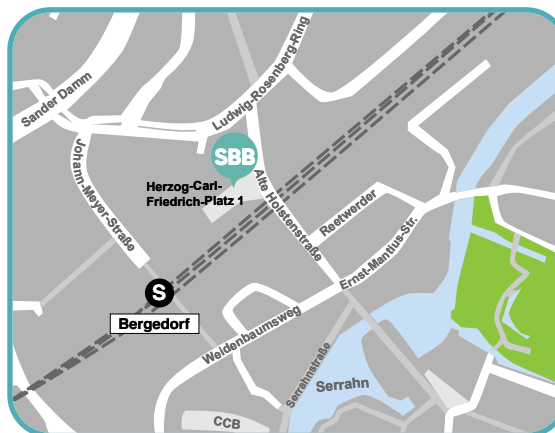 Sander Damm
Ludwig-Rosenberg-Ring
Johann-Meyer-Straße
SBB
Herzog-Carl-
Friedrich-Platz 1
Alte Holstenstraße
Reetwerder
Ernst-Mantius-Str.
S
Bergedorf
Weidenbaumsweg
Serrahnstraße
Serrahn
CCB